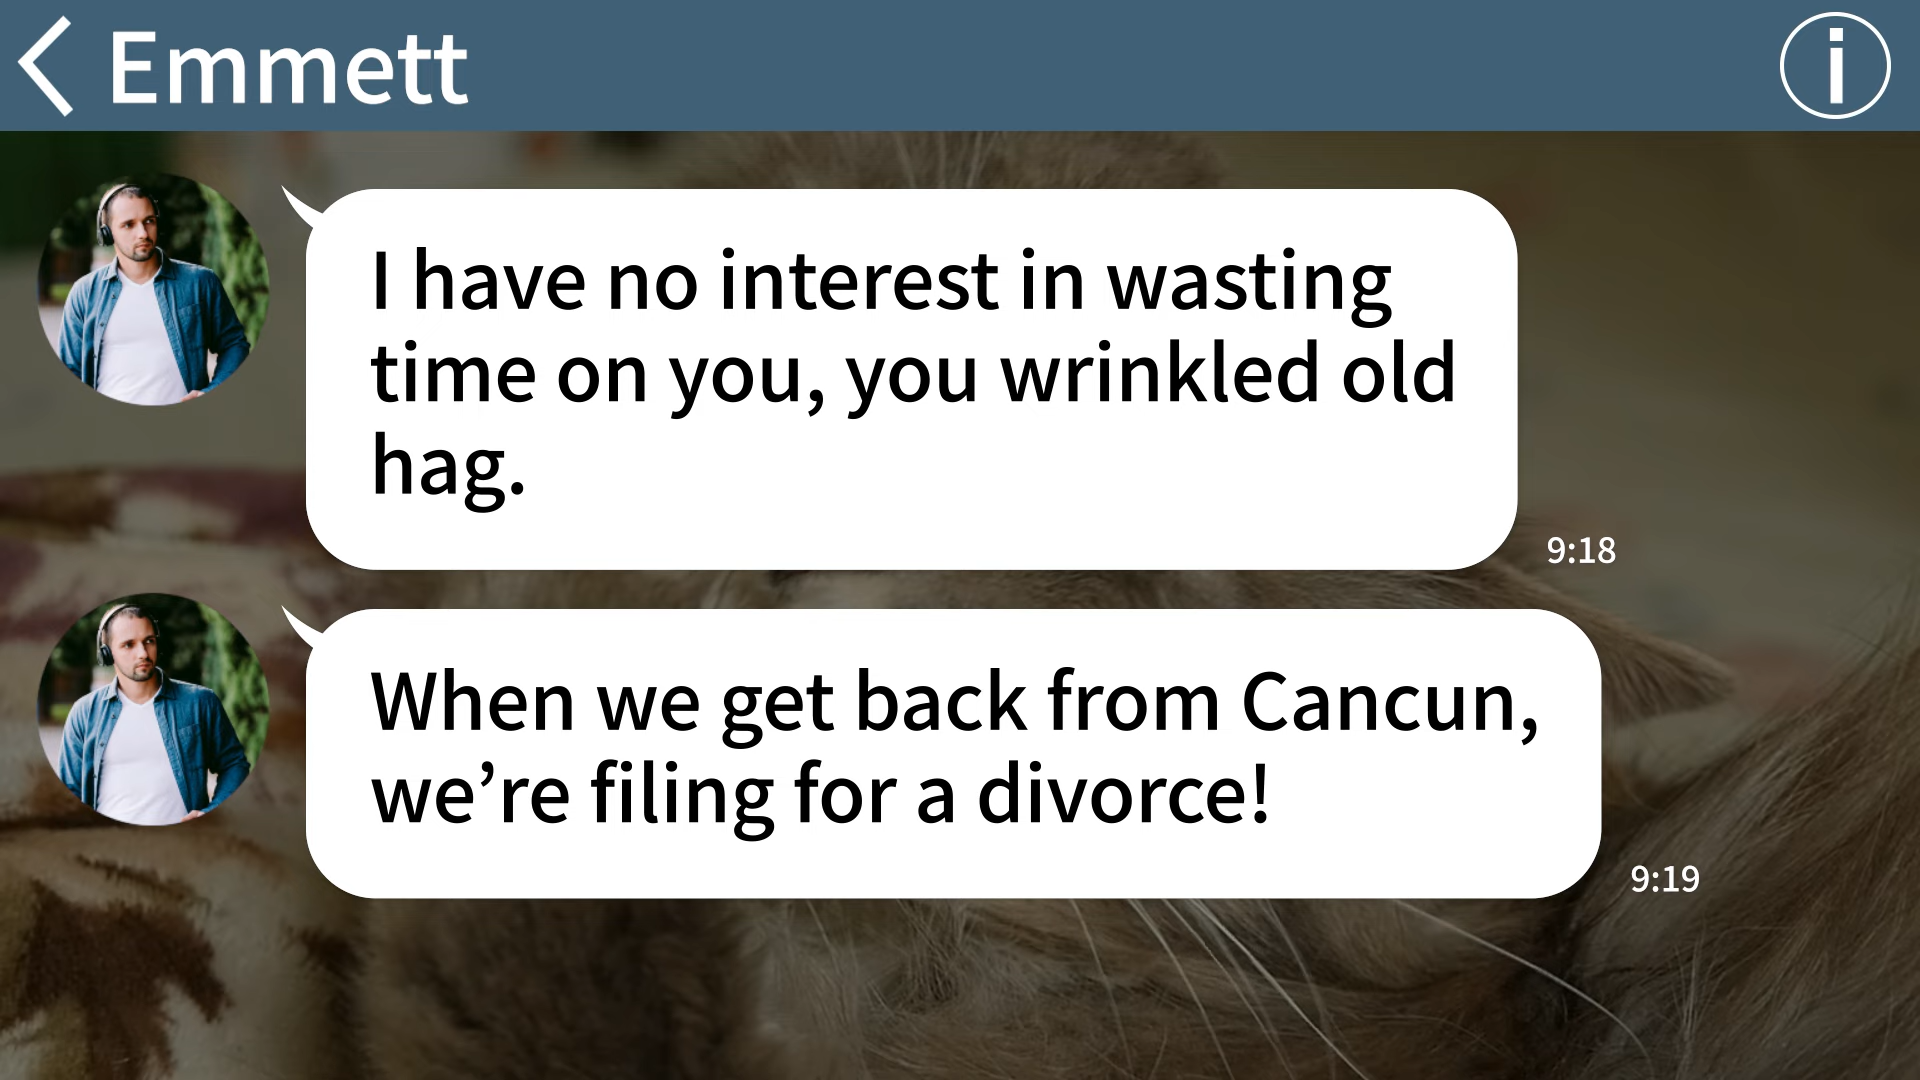 Emmett
I have no interest in wasting
time on you, you wrinkled old
hag.
9:18
When we get back from Cancun,
we’re filing for a divorce!
9:19